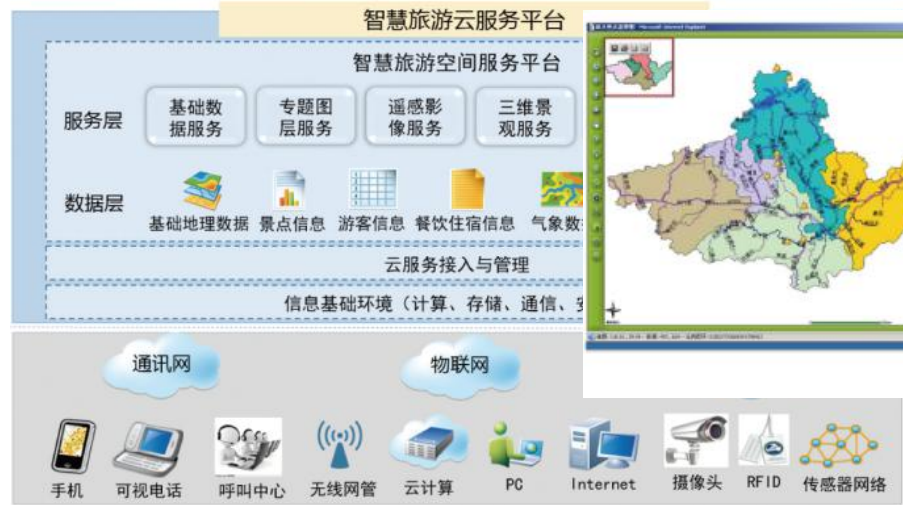 智慧旅游云服务平台
智慧旅游空间服务平台
服务层
基础数
据服务
专题图
层服务
遥感影
像服务
三维景
观服务
数据层
基础地理数据 景点信息 游客信息 餐饮住宿信息 气象数
云服务接入与管理
信息基础环境（计算、存储、通信、
Microsoft Internet Explorer
通讯网
物联网
手机 可视电话 呼叫中心 无线网管 云计算 PC Internet 摄像头 RFID 传感器网络